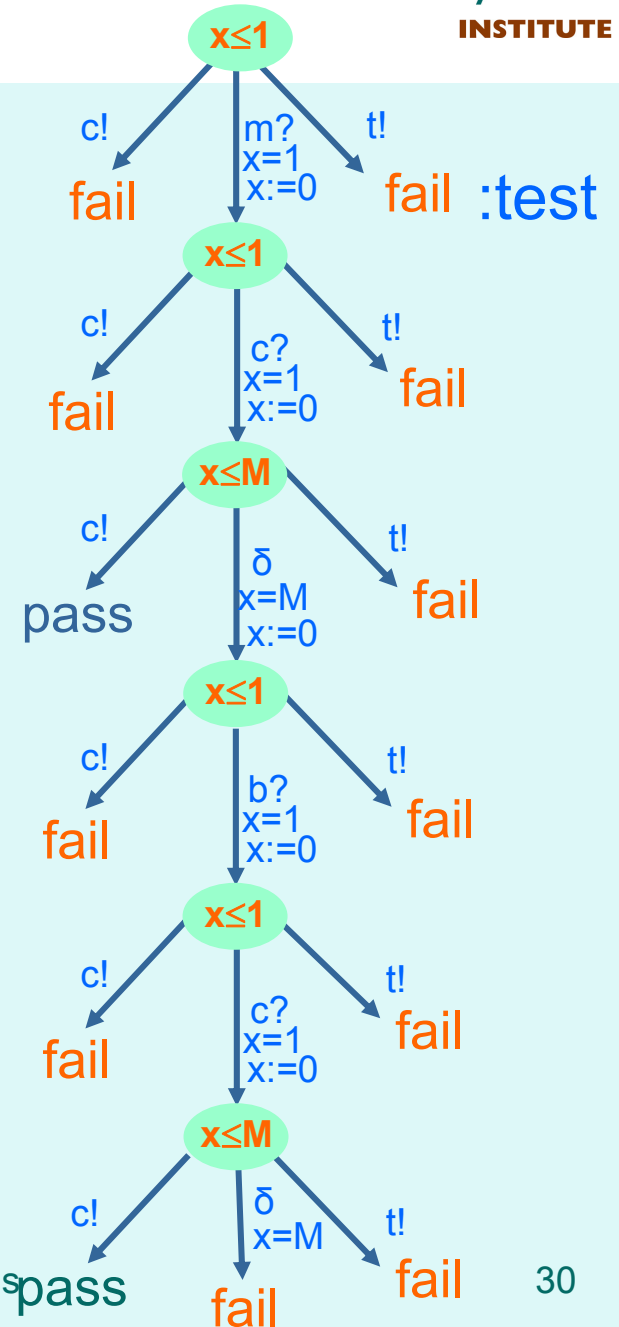 INSTITUTE
x≤1
c!
m?
x=1
x:=0
t!
fail
fail
:test
x≤1
c!
c?
x=1
x:=0
t!
fail
fail
x≤M
c!
δ
x=M
x:=0
t!
pass
fail
x≤1
c!
b?
x=1
x:=0
t!
fail
fail
x≤1
c!
c?
x=1
x:=0
t!
fail
fail
x≤M
c!
δ
x=M
t!
s
pass
fail
fail
30